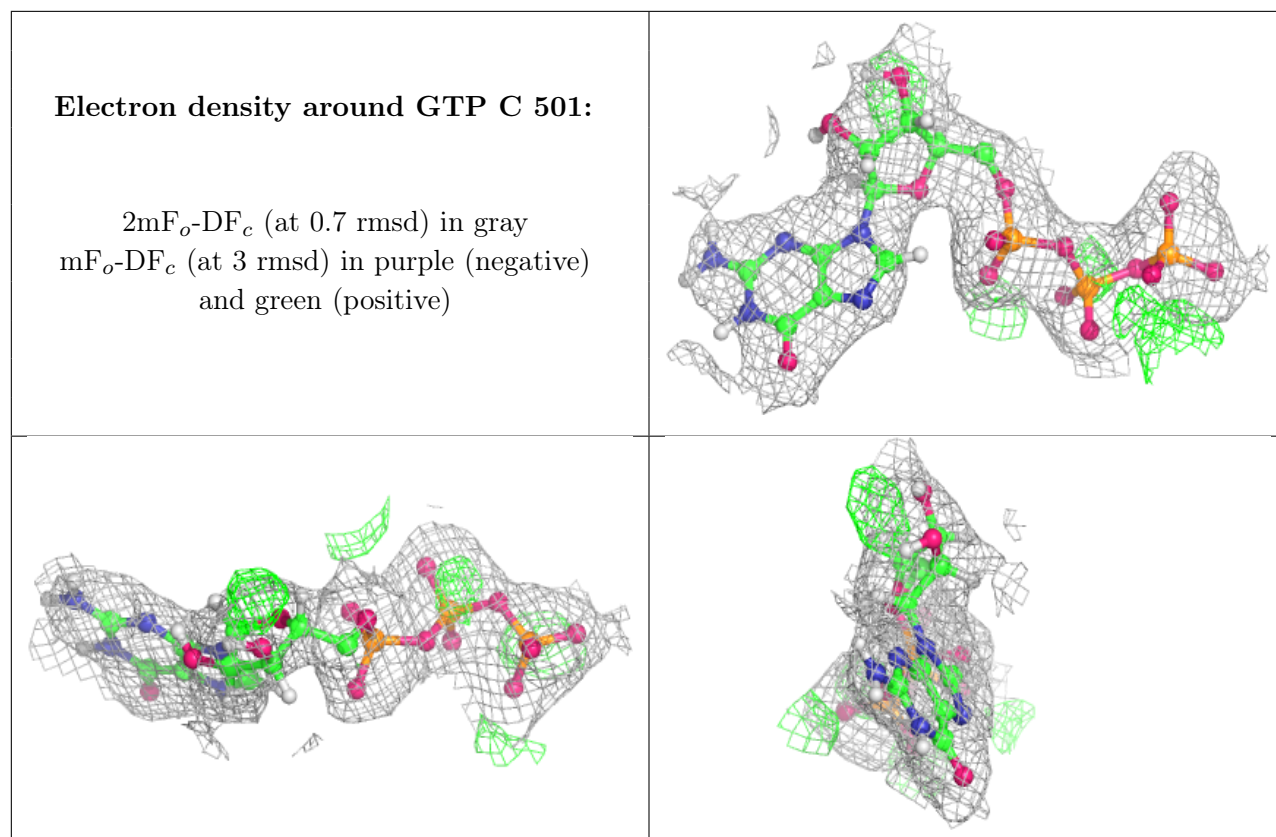 Electron density around GTP C 501:
2mFₒ-DF𝒸 (at 0.7 rmsd) in gray
mFₒ-DF𝒸 (at 3 rmsd) in purple (negative)
and green (positive)